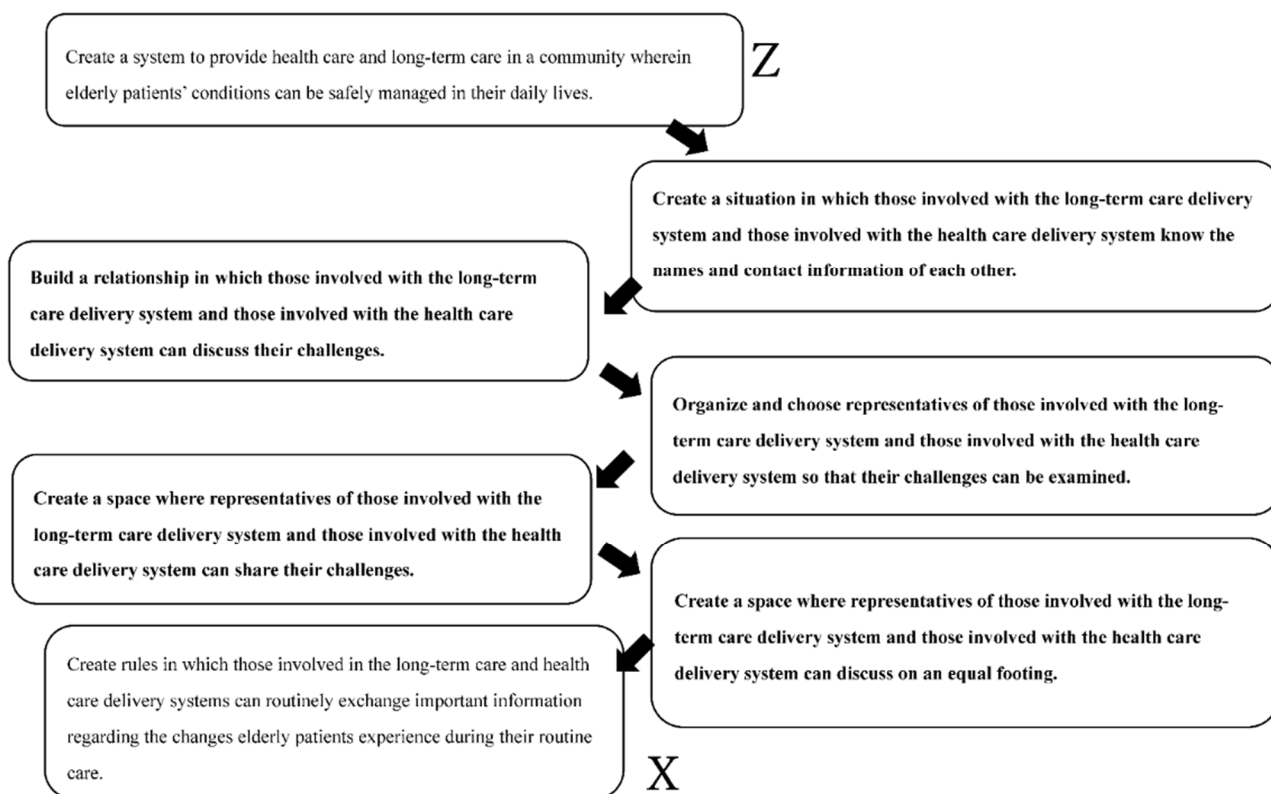 Create a system to provide health care and long-term care in a community wherein
elderly patients’ conditions can be safely managed in their daily lives.
Z
Create a situation in which those involved with the long-term care delivery
system and those involved with the health care delivery system know the
names and contact information of each other.
Build a relationship in which those involved with the long-term
care delivery system and those involved with the health care
delivery system can discuss their challenges.
Organize and choose representatives of those involved with the long-
term care delivery system and those involved with the health care
delivery system so that their challenges can be examined.
Create a space where representatives of those involved with the
long-term care delivery system and those involved with the health
care delivery system can share their challenges.
Create a space where representatives of those involved with the long-
term care delivery system and those involved with the health care
delivery system can discuss on an equal footing.
Create rules in which those involved in the long-term care and health
care delivery systems can routinely exchange important information
regarding the changes elderly patients experience during their routine
care.
X